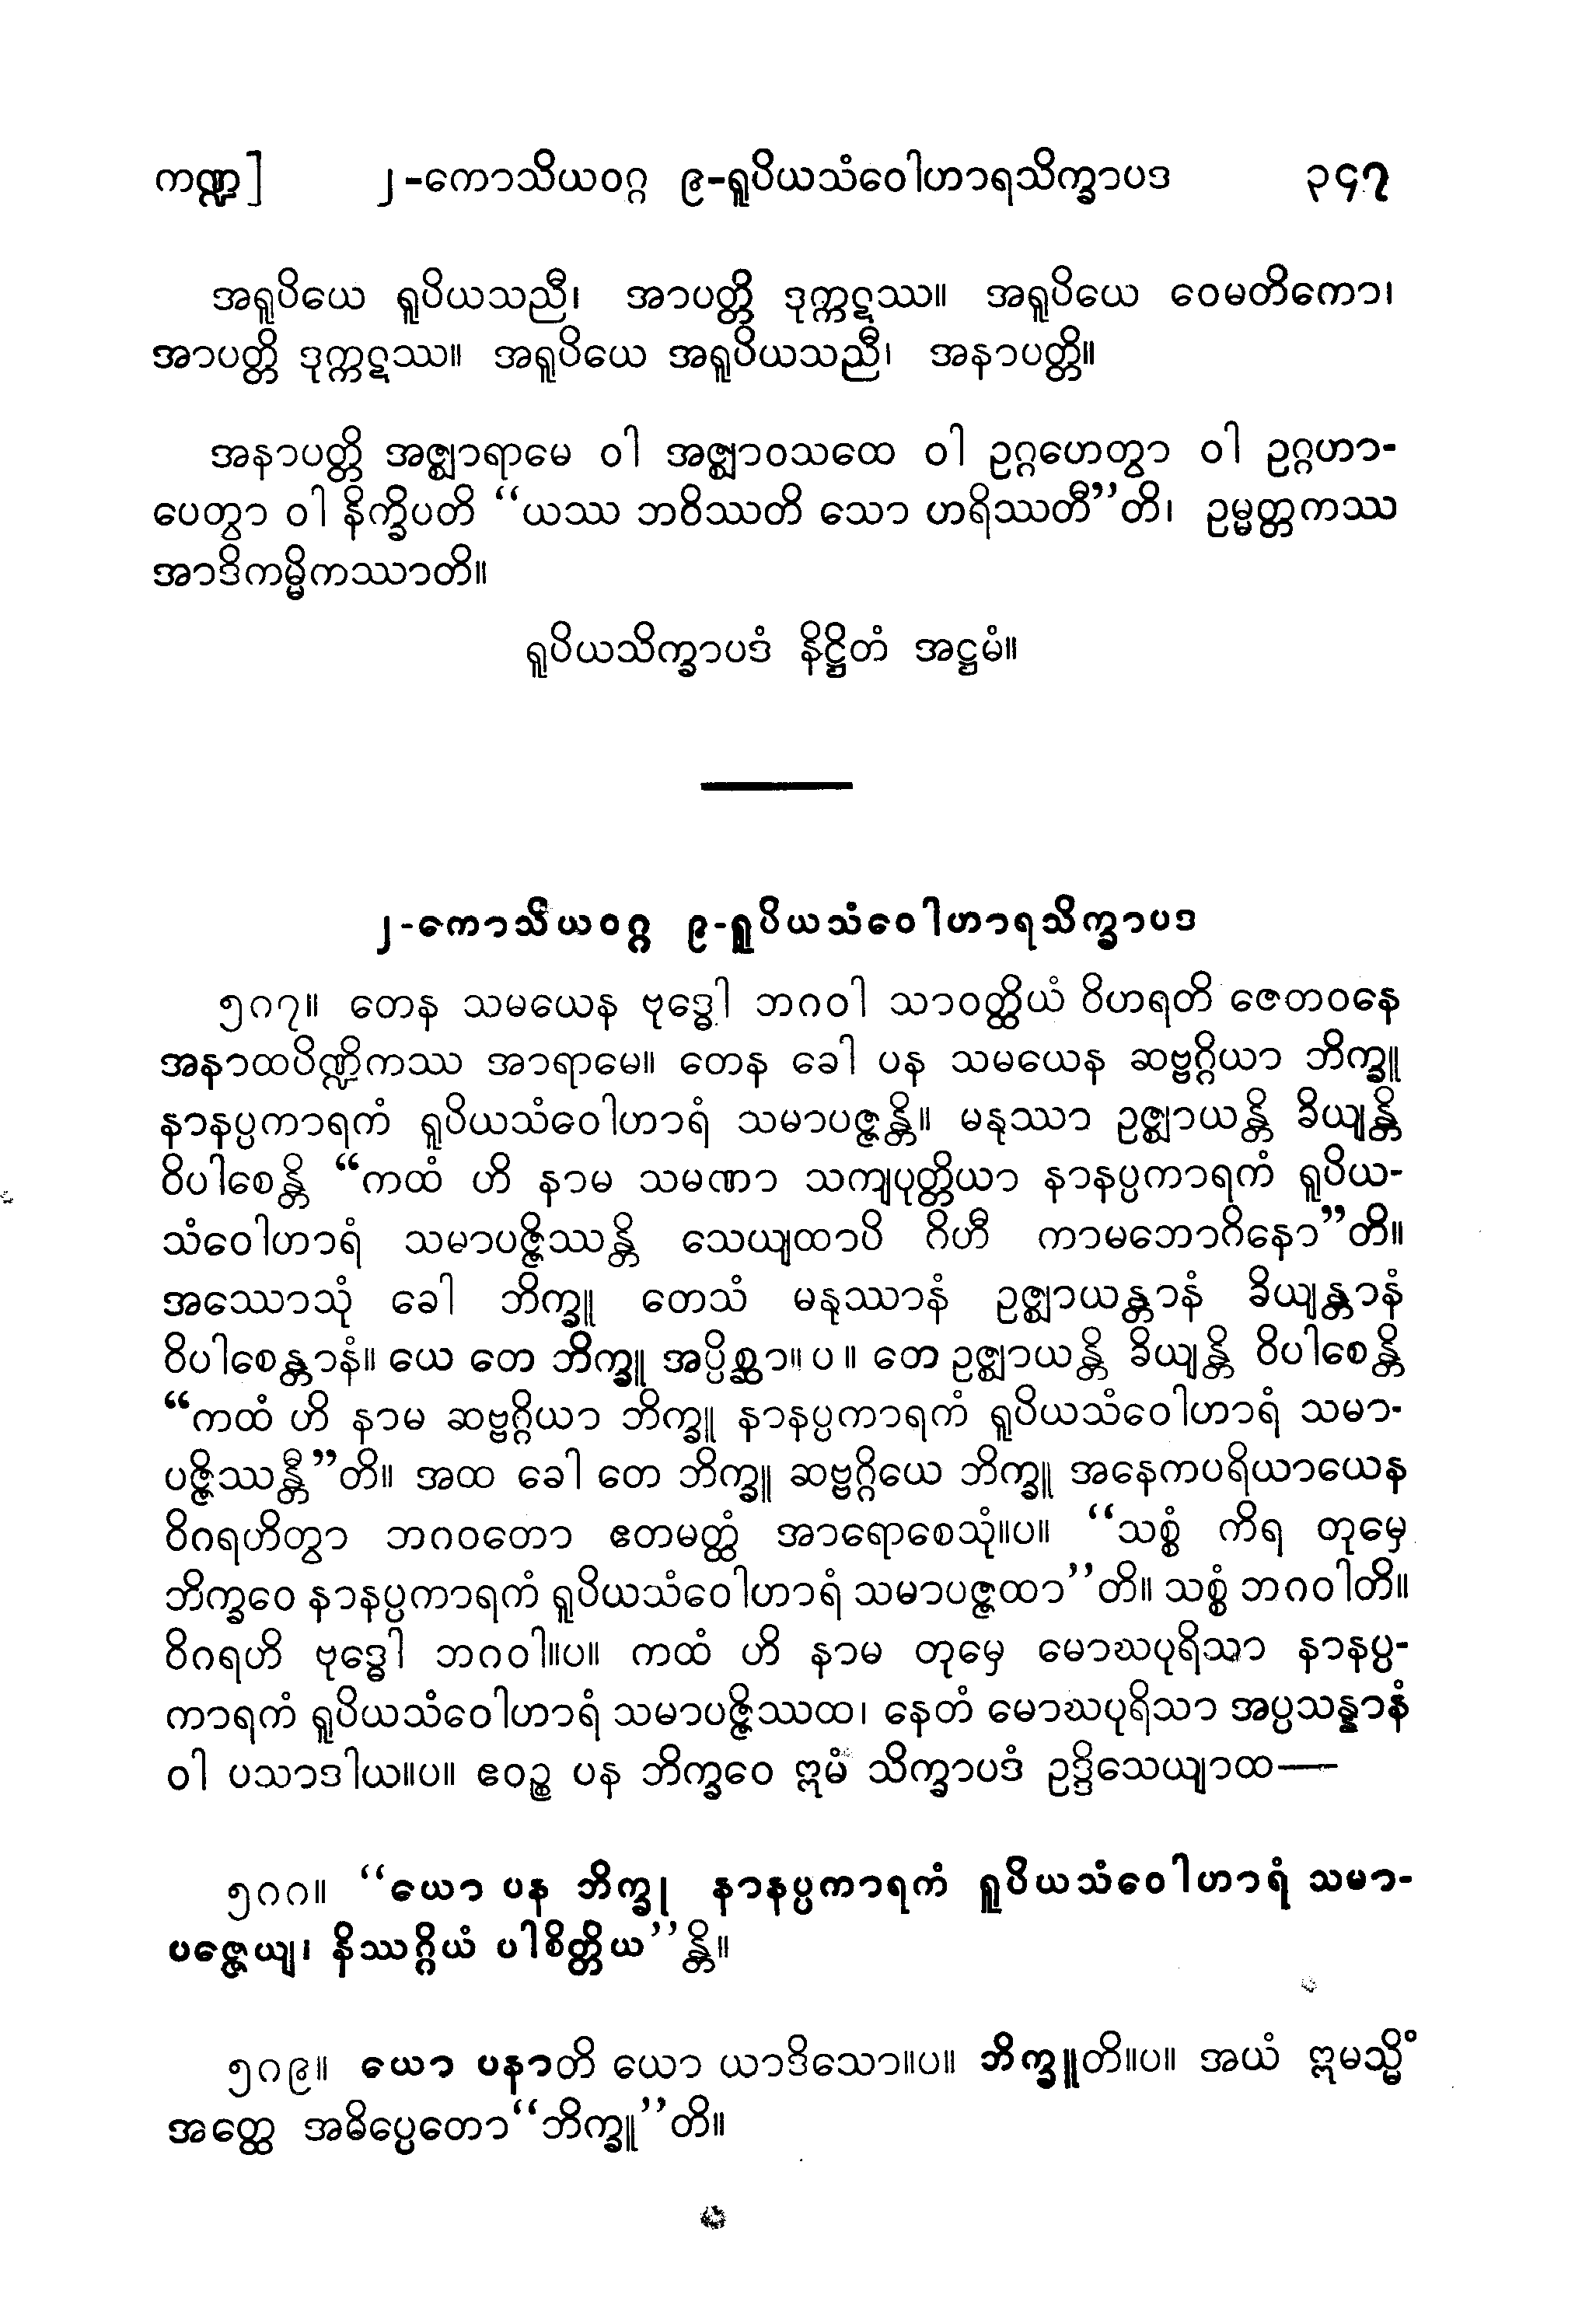 ကဏ္ဍ] ၂-ကောသိယဝဂ္ဂ ၉-ရူပိယသံဝေါဟာရသိက္ခာပဒ ၃၄၇
အရူပိယေ ရူပိယသညီ၊ အာပတ္တိ ဒုက္ကဋဿ။ အရူပိယေ ဝေမတိကော၊
အာပတ္တိ ဒုက္ကဋဿ။ အရူပိယေ အရူပိယသညီ၊ အနာပတ္တိ။
အနာပတ္တိ အဇ္ဈာရာမေ ဝါ အဇ္ဈာဝသထေ ဝါ ဥဂ္ဂဟေတွာ ဝါ ဥဂ္ဂဟာ-
ပေတွာ ဝါ နိက္ခိပတိ “ယဿ ဘဝိဿတိ သော ဟရိဿတီ”တိ၊ ဥမ္မတ္တကဿ
အာဒိကမ္မိကဿာတိ။
ရူပိယသိက္ခာပဒံ နိဋ္ဌိတံ အဋ္ဌမံ။
၂-ကောသိယဝဂ္ဂ ၉-ရူပိယသံဝေါဟာရသိက္ခာပဒ
၅၈၇။ တေန သမယေန ဗုဒ္ဓေါ ဘဂဝါ သာဝတ္ထိယံ ဝိဟရတိ ဇေတဝနေ
အနာထပိဏ္ဍိကဿ အာရာမေ။ တေန ခေါ ပန သမယေန ဆဗ္ဗဂ္ဂိယာ ဘိက္ခူ
နာနပ္ပကာရကံ ရူပိယသံဝေါဟာရံ သမာပဇ္ဇန္တိ။ မနုဿာ ဥဇ္ဈာယန္တိ ခိယျန္တိ
ဝိပါစေန္တိ “ကထံ ဟိ နာမ သမဏာ သကျပုတ္တိယာ နာနပ္ပကာရကံ ရူပိယ-
သံဝေါဟာရံ သမာပဇ္ဇိဿန္တိ သေယျထာပိ ဂိဟီ ကာမဘောဂိနော”တိ။
အဿောသုံ ခေါ ဘိက္ခူ တေသံ မနုဿာနံ ဥဇ္ဈာယန္တာနံ ခိယျန္တာနံ
ဝိပါစေန္တာနံ။ ယေ တေ ဘိက္ခူ အပ္ပိစ္ဆာ။ပ။ တေ ဥဇ္ဈာယန္တိ ခိယျန္တိ ဝိပါစေန္တိ
“ကထံ ဟိ နာမ ဆဗ္ဗဂ္ဂိယာ ဘိက္ခူ နာနပ္ပကာရကံ ရူပိယသံဝေါဟာရံ သမာ-
ပဇ္ဇိဿန္တီ”တိ။ အထ ခေါ တေ ဘိက္ခူ ဆဗ္ဗဂ္ဂိယေ ဘိက္ခူ အနေကပရိယာယေန
ဝိဂရဟိတွာ ဘဂဝတော ဧတမတ္ထံ အာရောစေသုံ။ပ။ “သစ္စံ ကိရ တုမှေ
ဘိက္ခဝေ နာနပ္ပကာရကံ ရူပိယသံဝေါဟာရံ သမာပဇ္ဇထာ”တိ။ သစ္စံ ဘဂဝါတိ။
ဝိဂရဟိ ဗုဒ္ဓေါ ဘဂဝါ။ပ။ ကထံ ဟိ နာမ တုမှေ မောဃပုရိသာ နာနပ္ပ-
ကာရကံ ရူပိယသံဝေါဟာရံ သမာပဇ္ဇိဿထ၊ နေတံ မောဃပုရိသာ အပ္ပသန္နာနံ
ဝါ ပသာဒါယ။ပ။ ဧဝဉ္စ ပန ဘိက္ခဝေ ဣမံ သိက္ခာပဒံ ဥဒ္ဒိသေယျာထ—
၅၈၈။ “ယော ပန ဘိက္ခု နာနပ္ပကာရကံ ရူပိယသံဝေါဟာရံ သမာ-
ပဇ္ဇေယျ၊ နိဿဂ္ဂိယံ ပါစိတ္တိယ”န္တိ။
၅၈၉။ ယော ပနာတိ ယော ယာဒိသော။ပ။ ဘိက္ခူတိ။ပ။ အယံ ဣမသ္မိံ
အတ္ထေ အဓိပ္ပေတော“ဘိက္ခူ”တိ။